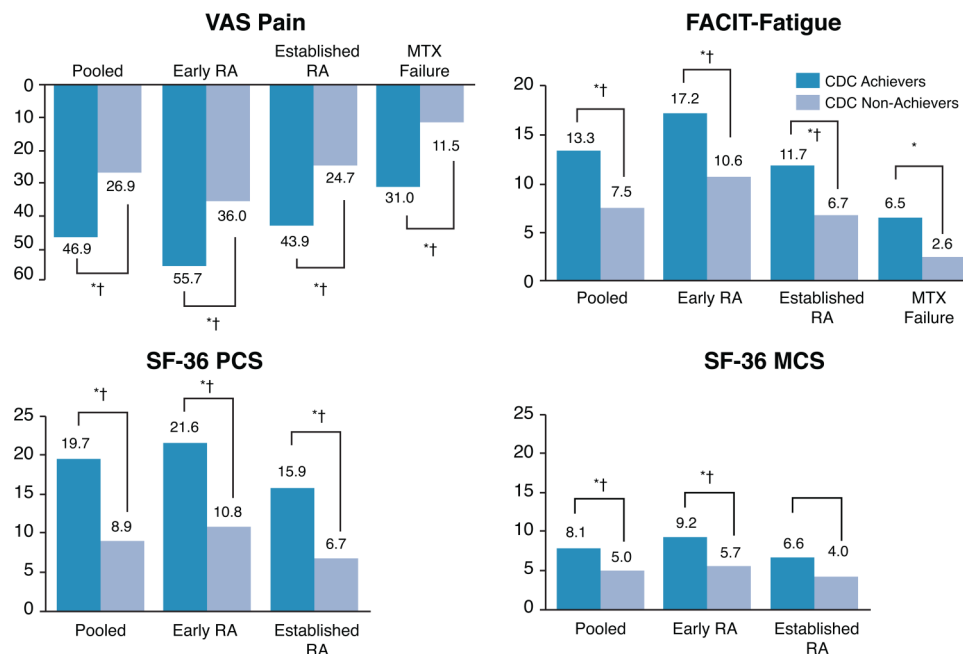 VAS Pain
Pooled
Early RA
Established
RA
MTX
Failure
0
10
20
30
40
50
60
46.9
26.9
*†
55.7
36.0
*†
43.9
24.7
*†
31.0
11.5
*†
FACIT-Fatigue
CDC Achievers
CDC Non-Achievers
20
15
10
5
0
*†
13.3
7.5
*†
17.2
10.6
*†
11.7
6.7
*
6.5
2.6
Pooled
Early RA
Established
RA
MTX
Failure
SF-36 PCS
25
20
15
10
5
0
*†
19.7
8.9
*†
21.6
10.8
*†
15.9
6.7
Pooled
Early RA
Established
RA
SF-36 MCS
25
20
15
10
5
0
*†
8.1
5.0
*†
9.2
5.7
6.6
4.0
Pooled
Early RA
Established
RA